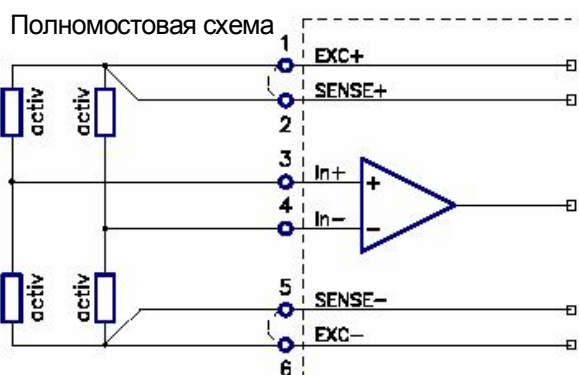 Полномостовая схема
1
EXC+
SENSE+
2
activ
activ
3
In+
+
4
In-
-
activ
activ
5
SENSE-
EXC-
6